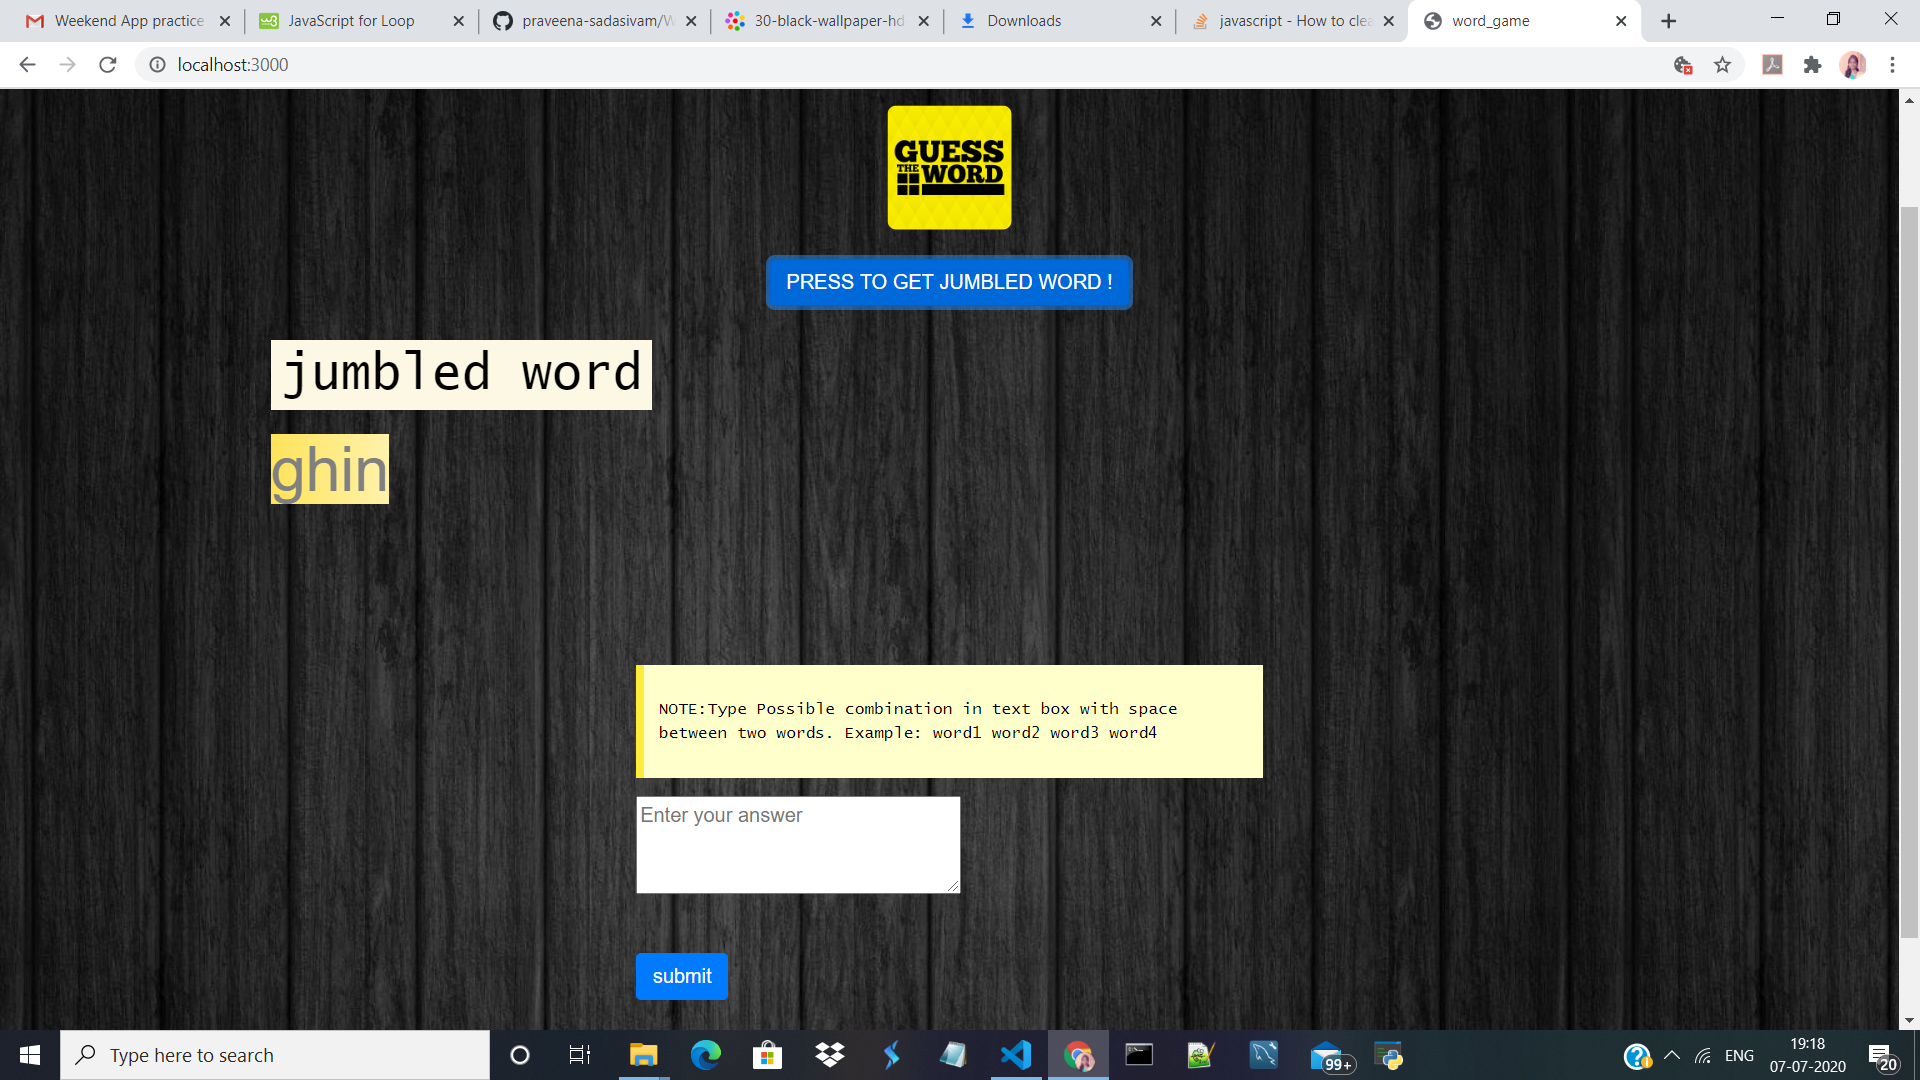 Weekend App practice
JavaScript for Loop
praveena-sadasivam/W
30-black-wallpaper-hd
Downloads
javascript - How to clea
word_game
localhost:3000
GUESS
THE WORD
PRESS TO GET JUMBLED WORD !
jumbled word
ghin
NOTE:Type Possible combination in text box with space
between two words. Example: word1 word2 word3 word4
Enter your answer
submit
Type here to search
99+
ENG
19:18
07-07-2020
20